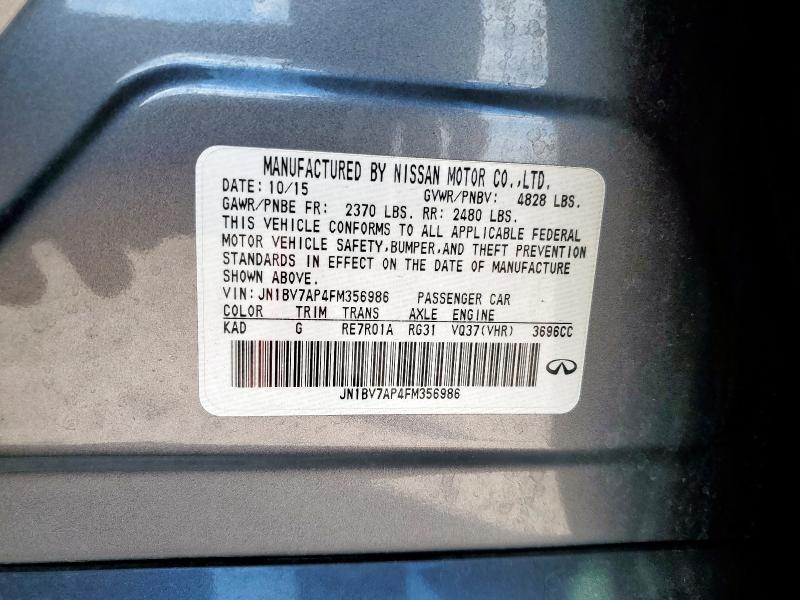 MANUFACTURED BY NISSAN MOTOR CO.,LTD.
DATE: 10/15 GVWR/PNBV: 4828 LBS.
GAWR/PNBE FR: 2370 LBS. RR: 2480 LBS.
THIS VEHICLE CONFORMS TO ALL APPLICABLE FEDERAL
MOTOR VEHICLE SAFETY,BUMPER,AND THEFT PREVENTION
STANDARDS IN EFFECT ON THE DATE OF MANUFACTURE
SHOWN ABOVE.
VIN: JN1BV7AP4FM356986 PASSENGER CAR
COLOR TRIM TRANS AXLE ENGINE
KAD G RE7R01A RG31 VQ37(VHR) 3696CC
JN1BV7AP4FM356986